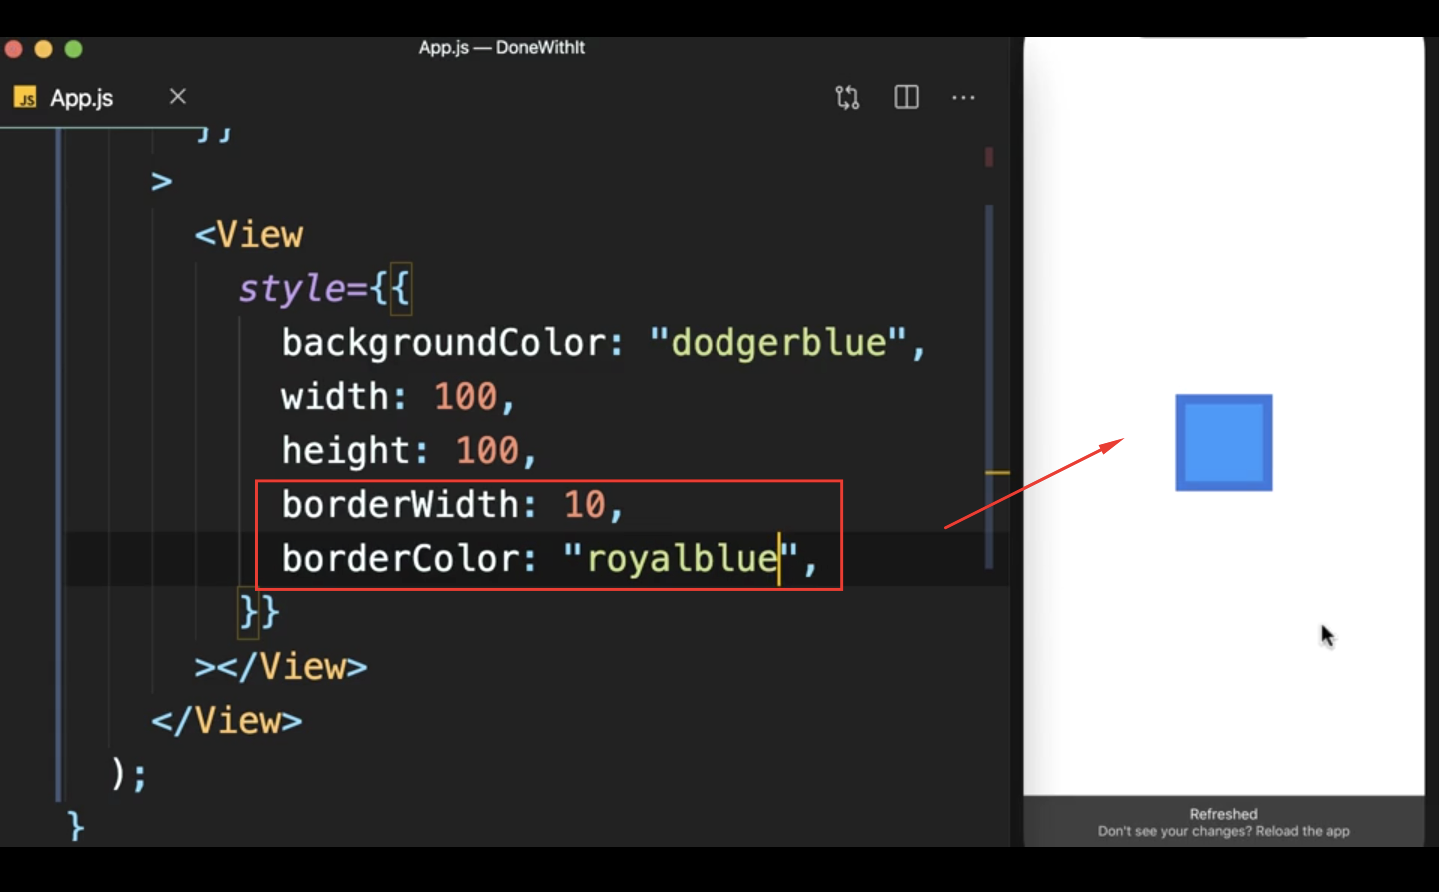 App.js — DoneWithIt
JS App.js
}}
>
<View
style={{
backgroundColor: "dodgerblue",
width: 100,
height: 100,
borderWidth: 10,
borderColor: "royalblue",
}}
></View>
</View>
);
}
Refreshed
Don't see your changes? Reload the app